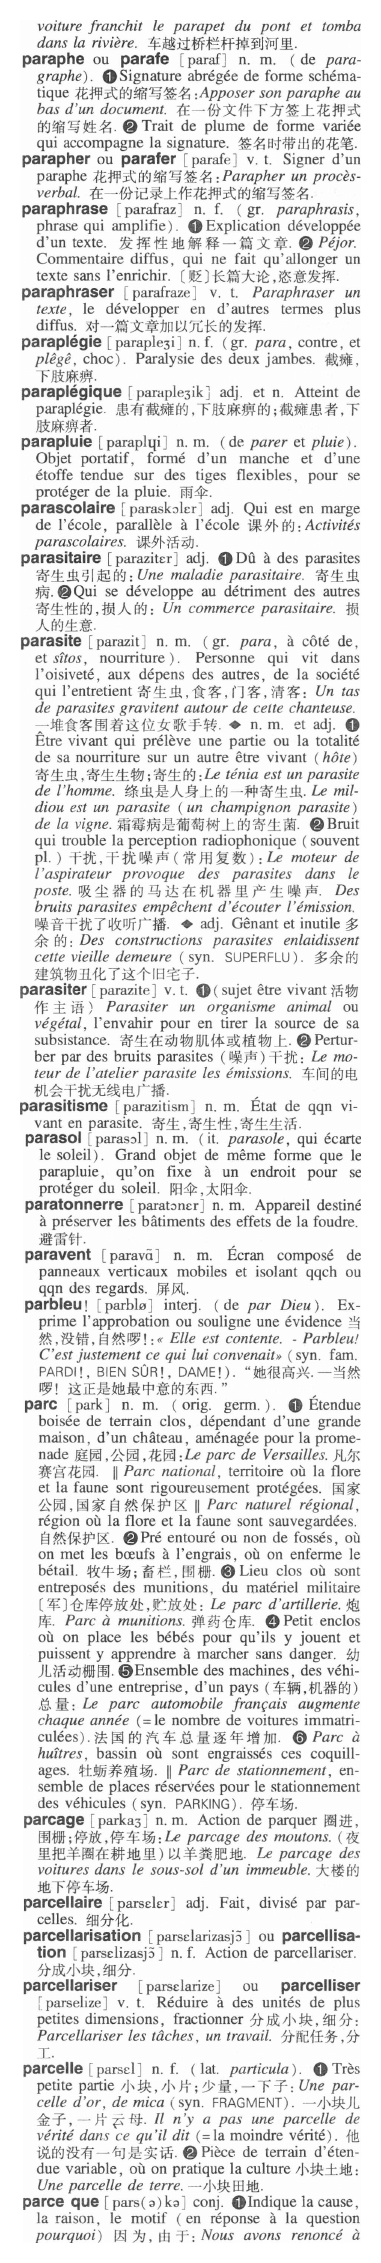 voiture franchit le parapet du pont et tomba
dans la rivière. 车越过桥栏杆掉到河里.
paraphe ou parafe [paraf] n. m. (de para-
graphe). ❶Signature abrégée de forme schéma-
tique 花押式的缩写签名:Apposer son paraphe au
bas d'un document. 在一份文件下方签上花押式
的缩写姓名. ❷ Trait de plume de forme variée
qui accompagne la signature. 签名时带出的花笔.
parapher ou parafer [parafe] v. t. Signer d'un
paraphe 花押式的缩写签名:Parapher un procès-
verbal. 在一份记录上作花押式的缩写签名.
paraphrase [parafraz] n. f. (gr. paraphrasis,
phrase qui amplifie). ❶Explication développée
d'un texte. 发挥性地解释一篇文章. ❷ Péjor.
Commentaire diffus, qui ne fait qu'allonger un
texte sans l'enrichir. 〔贬〕长篇大论,恣意发挥.
paraphraser [parafraze] v. t. Paraphraser un
texte, le développer en d'autres termes plus
diffus. 对一篇文章加以冗长的发挥.
paraplégie [parapleʒi] n. f. (gr. para, contre, et
plêgê, choc). Paralysie des deux jambes. 截瘫,
下肢麻痹.
paraplégique [parapleʒik] adj. et n. Atteint de
paraplégie. 患有截瘫的,下肢麻痹的;截瘫患者,下
肢麻痹者.
parapluie [paraplɥi] n. m. (de parer et pluie).
Objet portatif, formé d'un manche et d'une
étoffe tendue sur des tiges flexibles, pour se
protéger de la pluie. 雨伞.
parascolaire [paraskɔlɛr] adj. Qui est en marge
de l'école, parallèle à l'école 课外的:Activités
parascolaires. 课外活动.
parasitaire [parazitɛr] adj. ❶Dû à des parasites
寄生虫引起的: Une maladie parasitaire. 寄生虫
病.❷Qui se développe au détriment des autres
寄生性的,损人的: Un commerce parasitaire. 损
人的生意.
parasite [parazit] n. m. (gr. para, à côté de,
et sîtos, nourriture). Personne qui vit dans
l'oisiveté, aux dépens des autres, de la société
qui l'entretient 寄生虫,食客,门客,清客: Un tas
de parasites gravitent autour de cette chanteuse.
一堆食客围着这位女歌手转. ◆ n. m. et adj. ❶
Être vivant qui prélève une partie ou la totalité
de sa nourriture sur un autre être vivant (hôte)
寄生虫,寄生生物;寄生的:Le ténia est un parasite
de l'homme. 绦虫是人身上的一种寄生虫. Le mil-
diou est un parasite (un champignon parasite)
de la vigne. 霜霉病是葡萄树上的寄生菌. ❷Bruit
qui trouble la perception radiophonique (souvent
pl.) 干扰,干扰噪声(常用复数):Le moteur de
l'aspirateur provoque des parasites dans le
poste. 吸尘器的马达在机器里产生噪声. Des
bruits parasites empêchent d'écouter l'émission.
噪音干扰了收听广播. ◆ adj. Gênant et inutile 多
余的: Des constructions parasites enlaidissent
cette vieille demeure (syn. SUPERFLU). 多余的
建筑物丑化了这个旧宅子.
parasiter [parazite] v. t. ❶(sujet être vivant 活物
作主语) Parasiter un organisme animal ou
végétal, l'envahir pour en tirer la source de sa
subsistance. 寄生在动物肌体或植物上. ❷Pertur-
ber par des bruits parasites (噪声)干扰: Le mo-
teur de l'atelier parasite les émissions. 车间的电
机会干扰无线电广播.
parasitisme [parazitism] n. m. État de qqn vi-
vant en parasite. 寄生,寄生性,寄生生活.
parasol [parasɔl] n. m. (it. parasole, qui écarte
le soleil). Grand objet de même forme que le
parapluie, qu'on fixe à un endroit pour se
protéger du soleil. 阳伞,太阳伞.
paratonnerre [paratɔnɛr] n. m. Appareil destiné
à préserver les bâtiments des effets de la foudre.
避雷针.
paravent [paravɑ̃] n. m. Écran composé de
panneaux verticaux mobiles et isolant qqch ou
qqn des regards. 屏风.
parbleu! [parblø] interj. (de par Dieu). Ex-
prime l'approbation ou souligne une évidence 当
然,没错,自然啰!:« Elle est contente. - Parbleu!
C'est justement ce qui lui convenait» (syn. fam.
PARDI!, BIEN SÛR!, DAME!). “她很高兴.—当然
啰! 这正是她最中意的东西.”
parc [park] n. m. (orig. germ.). ❶ Étendue
boisée de terrain clos, dépendant d'une grande
maison, d'un château, aménagée pour la prome-
nade 庭园,公园,花园:Le parc de Versailles. 凡尔
赛宫花园. ‖ Parc national, territoire où la flore
et la faune sont rigoureusement protégées. 国家
公园,国家自然保护区 ‖ Parc naturel régional,
région où la flore et la faune sont sauvegardées.
自然保护区. ❷Pré entouré ou non de fossés, où
on met les bœufs à l'engrais, où on enferme le
bétail. 牧牛场;畜栏,围栅. ❸ Lieu clos où sont
entreposés des munitions, du matériel militaire
〔军〕仓库停放处,贮放处: Le parc d'artillerie. 炮
库. Parc à munitions. 弹药仓库. ❹Petit enclos
où on place les bébés pour qu'ils y jouent et
puissent y apprendre à marcher sans danger. 幼
儿活动栅围. ❺Ensemble des machines, des véhi-
cules d'une entreprise, d'un pays (车辆,机器的)
总量: Le parc automobile français augmente
chaque année (=le nombre de voitures immatri-
culées).法国的汽车总量逐年增加. ❻ Parc à
huîtres, bassin où sont engraissés ces coquill-
ages. 牡蛎养殖场. ‖ Parc de stationnement, en-
semble de places réservées pour le stationnement
des véhicules (syn. PARKING). 停车场.
parcage [parkaʒ] n. m. Action de parquer 圈进,
围栅;停放,停车场:Le parcage des moutons. (夜
里把羊圈在耕地里)以羊粪肥地. Le parcage des
voitures dans le sous-sol d'un immeuble. 大楼的
地下停车场.
parcellaire [parsɛlɛr] adj. Fait, divisé par par-
celles. 细分化.
parcellarisation [parsɛlarizasjɔ̃] ou parcellisa-
tion [parsɛlizasjɔ̃] n. f. Action de parcellariser.
分成小块,细分.
parcellariser [parsɛlarize] ou parcelliser
[parselize] v. t. Réduire à des unités de plus
petites dimensions, fractionner 分成小块,细分:
Parcellariser les tâches, un travail. 分配任务,分
工.
parcelle [parsɛl] n. f. (lat. particula). ❶ Très
petite partie 小块,小片;少量,一下子: Une par-
celle d'or, de mica (syn. FRAGMENT). 一小块儿
金子,一片云母. Il n'y a pas une parcelle de
vérité dans ce qu'il dit (=la moindre vérité). 他
说的没有一句是实话. ❷ Pièce de terrain d'éten-
due variable, où on pratique la culture 小块土地:
Une parcelle de terre. 一小块田地.
parce que [pars(ə)kə] conj. ❶Indique la cause,
la raison, le motif (en réponse à la question
pourquoi) 因为,由于: Nous avons renoncé à